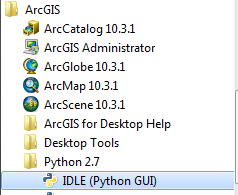 ArcGIS
ArcCatalog 10.3.1
ArcGIS Administrator
ArcGlobe 10.3.1
ArcMap 10.3.1
ArcScene 10.3.1
ArcGIS for Desktop Help
Desktop Tools
Python 2.7
IDLE (Python GUI)